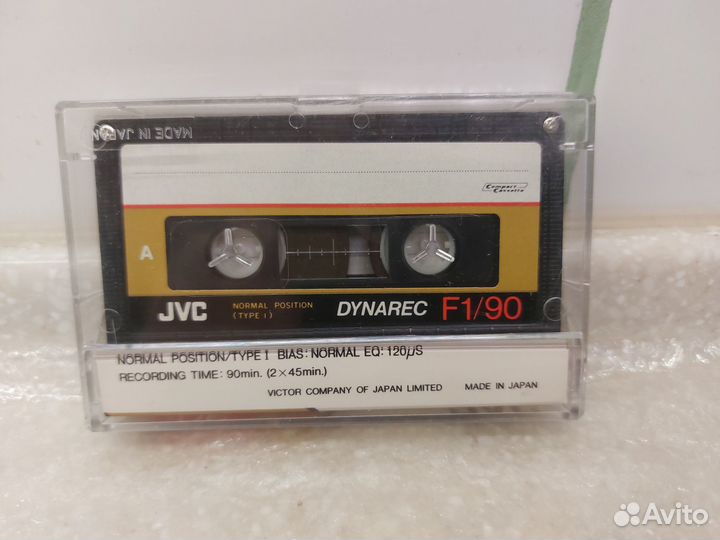 MADE IN JAPAN
Compact
Cassette
A
JVC NORMAL POSITION (TYPE I) DYNAREC F1/90
NORMAL POSITION/TYPE I BIAS: NORMAL EQ: 120µS
RECORDING TIME: 90min. (2×45min.)
VICTOR COMPANY OF JAPAN LIMITED MADE IN JAPAN
Avito